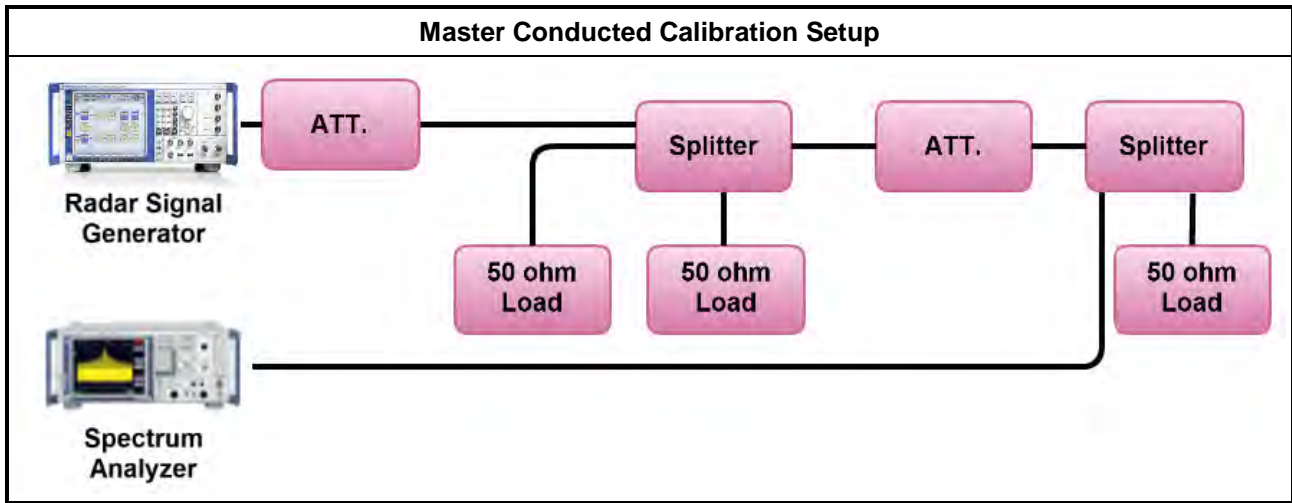 Master Conducted Calibration Setup
ATT.
Splitter
ATT.
Splitter
Radar Signal
Generator
50 ohm
Load
50 ohm
Load
50 ohm
Load
Spectrum
Analyzer